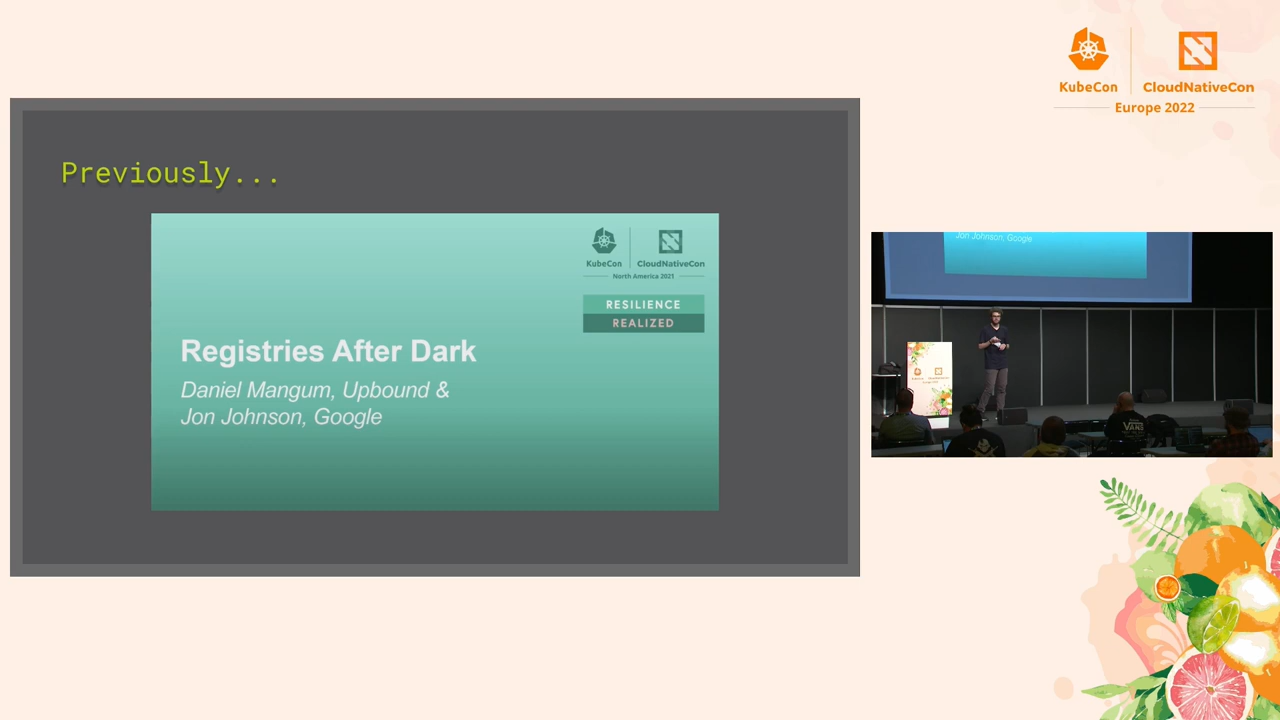 KubeCon
CloudNativeCon
Europe 2022
Previously...
KubeCon
CloudNativeCon
North America 2021
RESILIENCE
REALIZED
Registries After Dark
Daniel Mangum, Upbound &
Jon Johnson, Google
Jon Johnson, Google
VANS